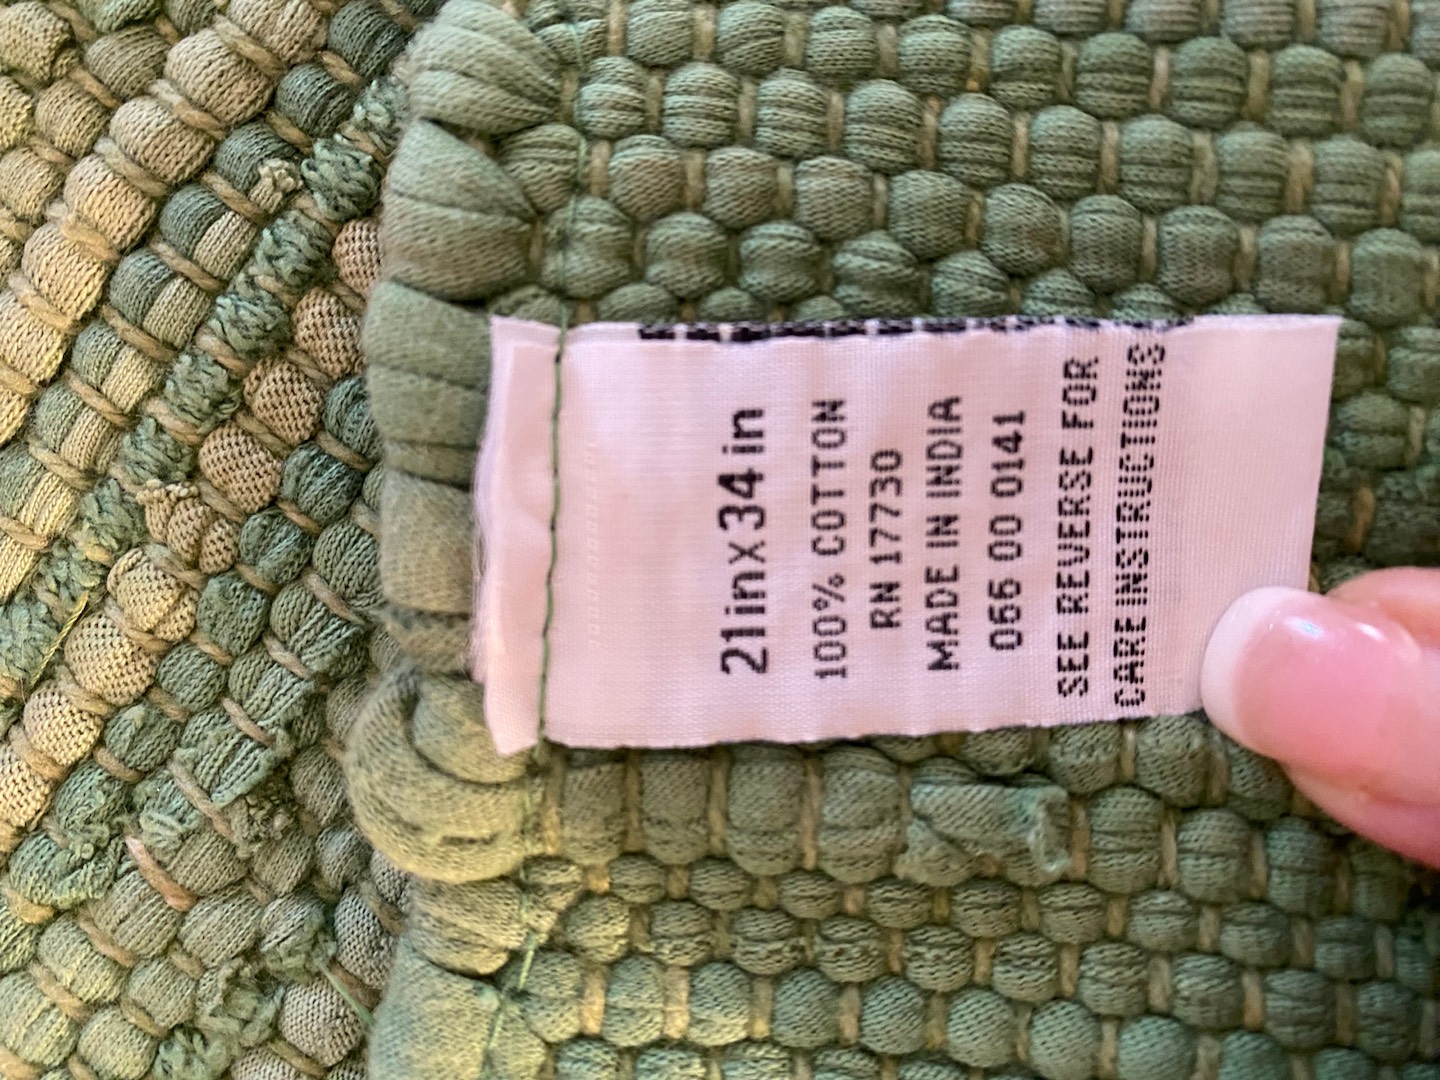 21inx34in
100% COTTON
RN 17730
MADE IN INDIA
066 00 0141
SEE REVERSE FOR
CARE INSTRUCTIONS